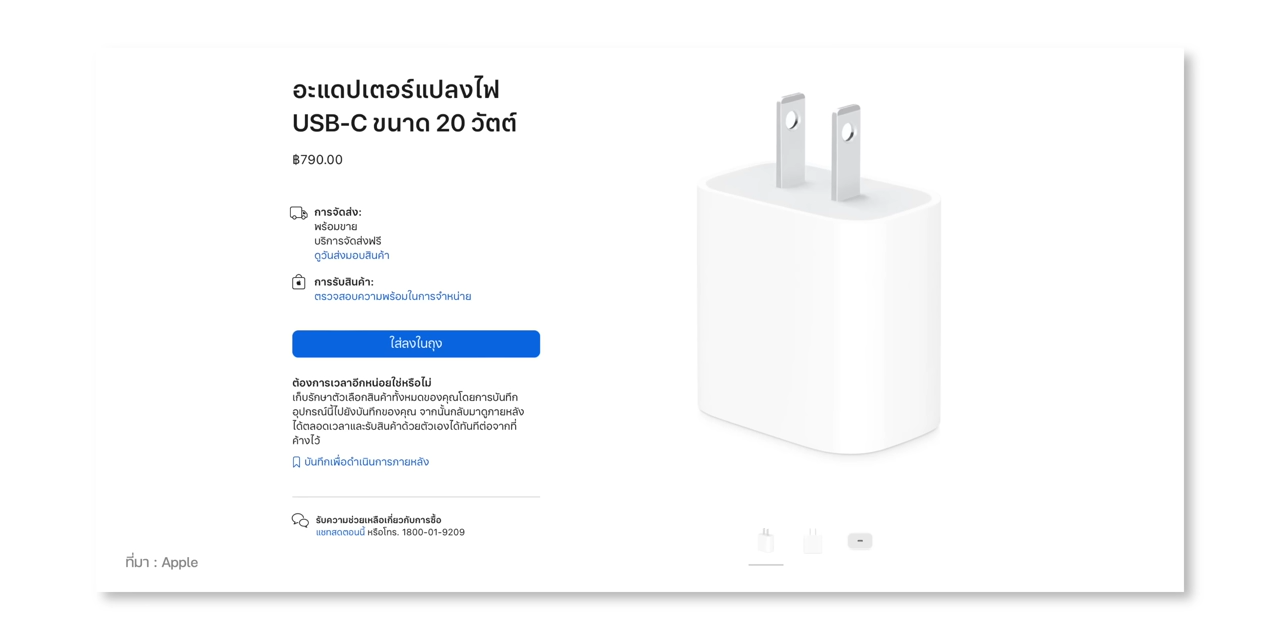 อะแดปเตอร์แปลงไฟ
USB-C ขนาด 20 วัตต์
฿790.00
การจัดส่ง:
พร้อมขาย
บริการจัดส่งฟรี
ดูวันส่งมอบสินค้า
การรับสินค้า:
ตรวจสอบความพร้อมในการจำหน่าย
ใส่ลงในถุง
ต้องการเวลาอีกหน่อยใช่หรือไม่
เก็บรักษาตัวเลือกสินค้าทั้งหมดของคุณโดยการบันทึก
อุปกรณ์นี้ไปยังบันทึกของคุณ จากนั้นกลับมาดูภายหลัง
ได้ตลอดเวลาและรับสินค้าด้วยตัวเองได้ทันทีต่อจากที่
ค้างไว้
บันทึกเพื่อดำเนินการภายหลัง
รับความช่วยเหลือเกี่ยวกับการซื้อ
แชทสดตอนนี้ หรือโทร. 1800-01-9209
ที่มา : Apple